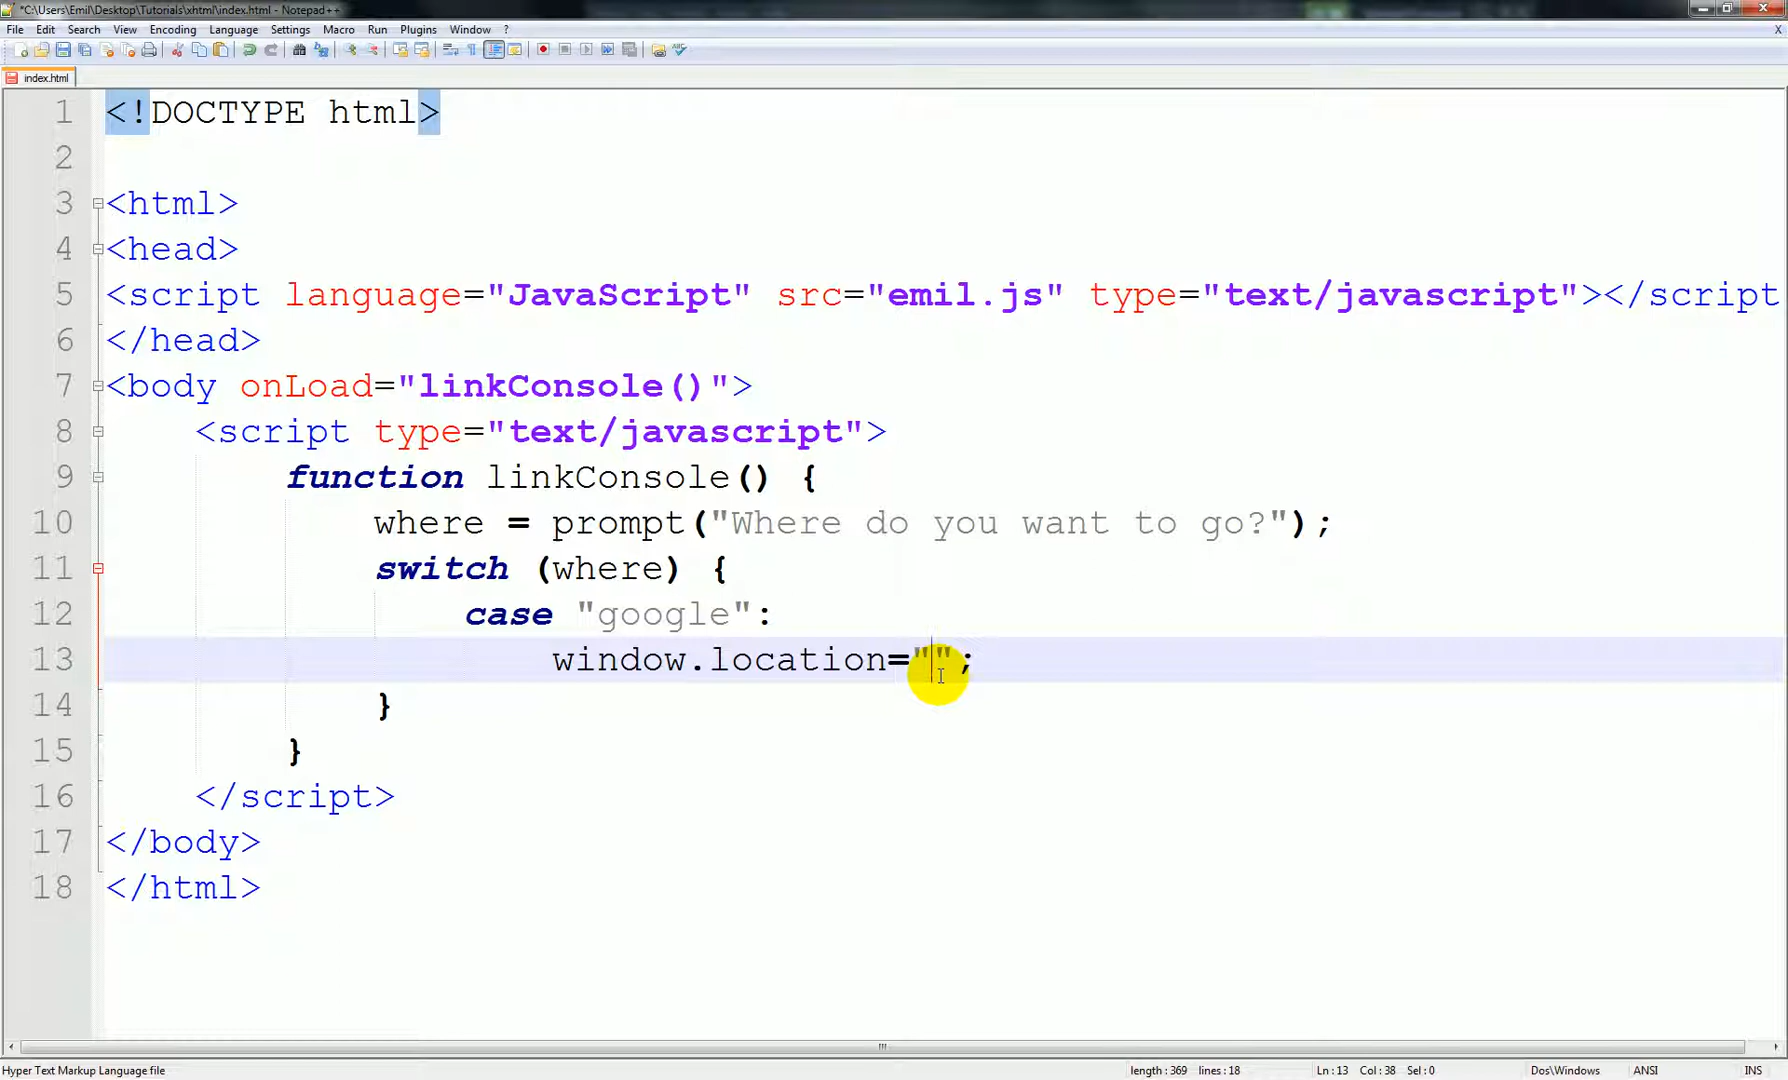 *C:\Users\Emil\Desktop\Tutorials\xhtml\index.html - Notepad++
File Edit Search View Encoding Language Settings Macro Run Plugins Window ? X
index.html
1 <!DOCTYPE html>
2
3 <html>
4 <head>
5 <script language="JavaScript" src="emil.js" type="text/javascript"></script
6 </head>
7 <body onLoad="linkConsole()">
8 <script type="text/javascript">
9 function linkConsole() {
10 where = prompt("Where do you want to go?");
11 switch (where) {
12 case "google":
13 window.location="";
14 }
15 }
16 </script>
17 </body>
18 </html>
Hyper Text Markup Language file length : 369 lines : 18 Ln : 13 Col : 38 Sel : 0 Dos\Windows ANSI INS